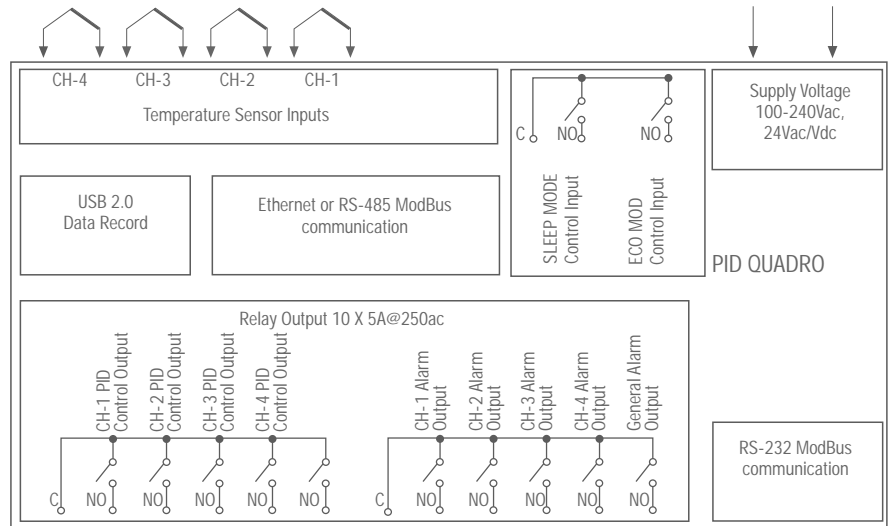 CH-4 CH-3 CH-2 CH-1
Temperature Sensor Inputs
C NO NO
SLEEP MODE
Control Input
ECO MOD
Control Input
Supply Voltage
100-240Vac,
24Vac/Vdc
USB 2.0
Data Record
Ethernet or RS-485 ModBus
communication
PID QUADRO
Relay Output 10 X 5A@250ac
CH-1 PID
Control Output
CH-2 PID
Control Output
CH-3 PID
Control Output
CH-4 PID
Control Output
CH-1 Alarm
Output
CH-2 Alarm
Output
CH-3 Alarm
Output
CH-4 Alarm
Output
General Alarm
Output
C NO NO NO NO NO C NO NO NO NO NO
RS-232 ModBus
communication